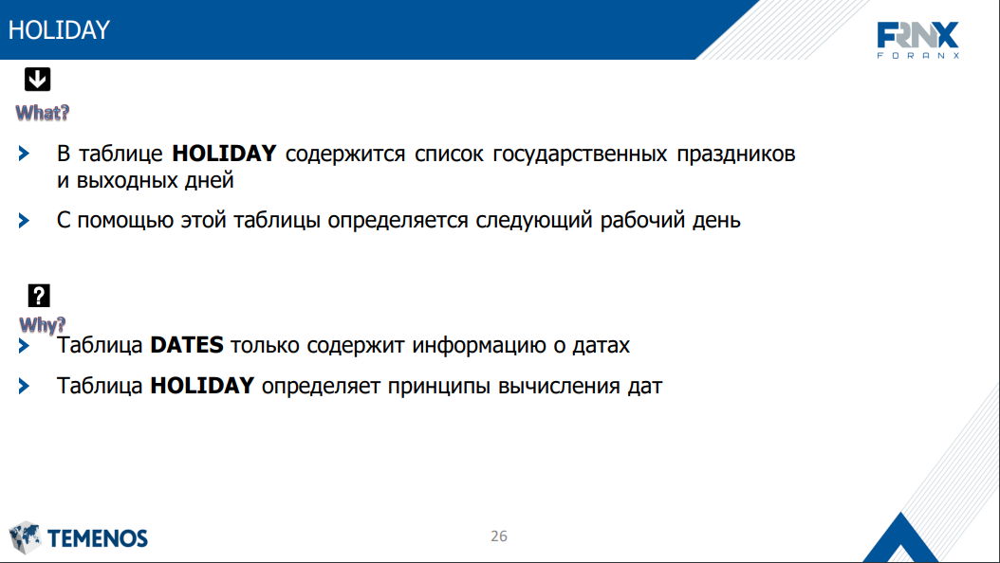 HOLIDAY
FRNX
FORANX
What?
В таблице HOLIDAY содержится список государственных праздников
и выходных дней
С помощью этой таблицы определяется следующий рабочий день
?
Why?
Таблица DATES только содержит информацию о датах
Таблица HOLIDAY определяет принципы вычисления дат
TEMENOS
26